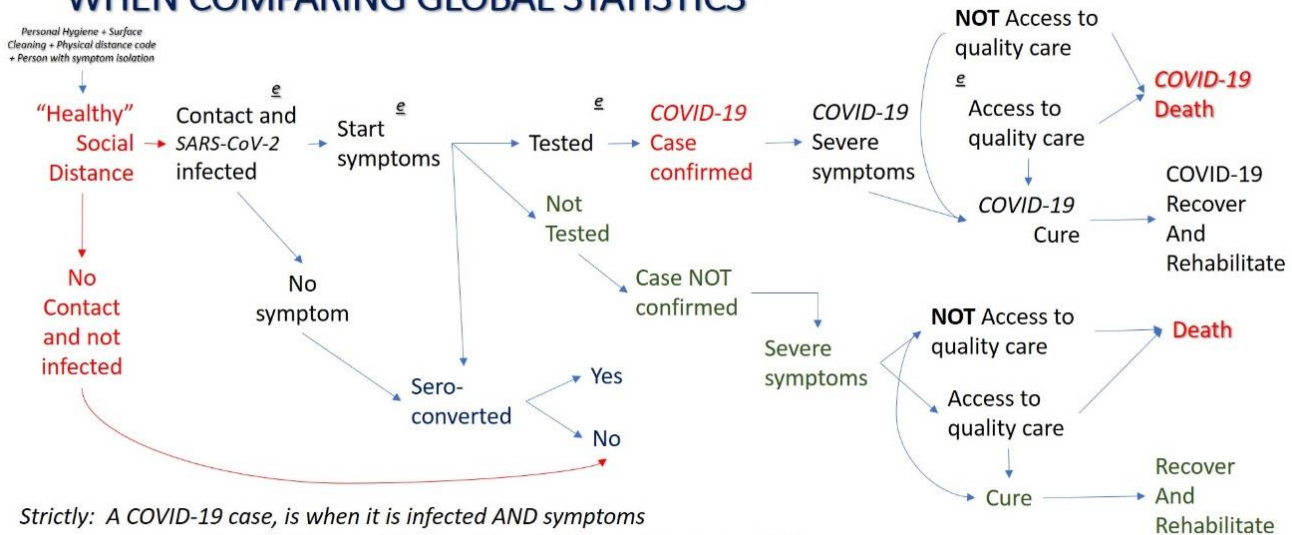 WHEN COMPARING GLOBAL STATISTICS
Personal Hygiene + Surface
Cleaning + Physical distance code
+ Person with symptom isolation
"Healthy"
Social
Distance
e
Contact and
SARS-CoV-2
infected
e
Start
symptoms
e
Tested
COVID-19
Case
confirmed
COVID-19
Severe
symptoms
NOT Access to
quality care
e
Access to
quality care
COVID-19
Death
COVID-19
Cure
COVID-19
Recover
And
Rehabilitate
Not
Tested
Case NOT
confirmed
Severe
symptoms
NOT Access to
quality care
Death
Access to
quality care
Cure
Recover
And
Rehabilitate
No
Contact
and not
infected
No
symptom
Sero-
converted
Yes
No
Strictly: A COVID-19 case, is when it is infected AND symptoms